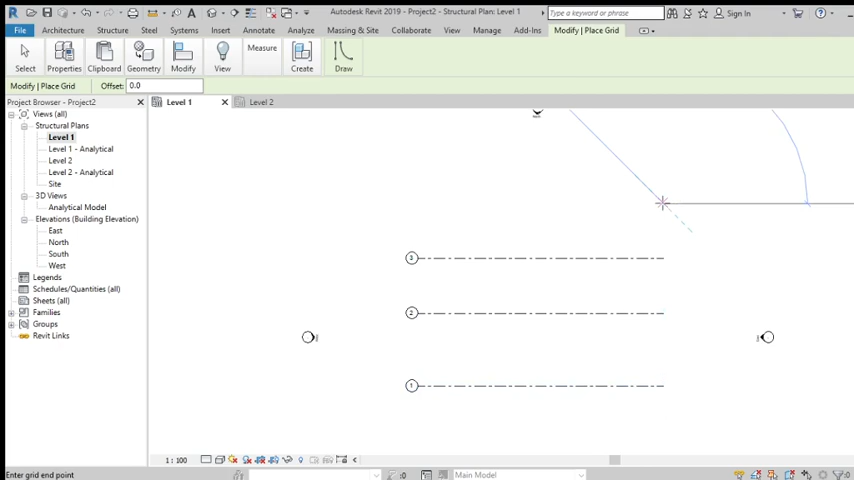 Autodesk Revit 2019 - Project2 - Structural Plan: Level 1
Type a keyword or phrase
Sign In
File Architecture Structure Steel Systems Insert Annotate Analyze Massing & Site Collaborate View Manage Add-Ins Modify | Place Grid
Select Properties Clipboard Geometry Modify View Measure Create Draw
Modify | Place Grid Offset: 0.0
Project Browser - Project2
Level 1
Level 2
Views (all)
Structural Plans
Level 1
Level 1 - Analytical
Level 2
Level 2 - Analytical
Site
3D Views
Analytical Model
Elevations (Building Elevation)
East
North
South
West
Legends
Schedules/Quantities (all)
Sheets (all)
Families
Groups
Revit Links
3
2
1
1 : 100
Enter grid end point
:0
Main Model
:0